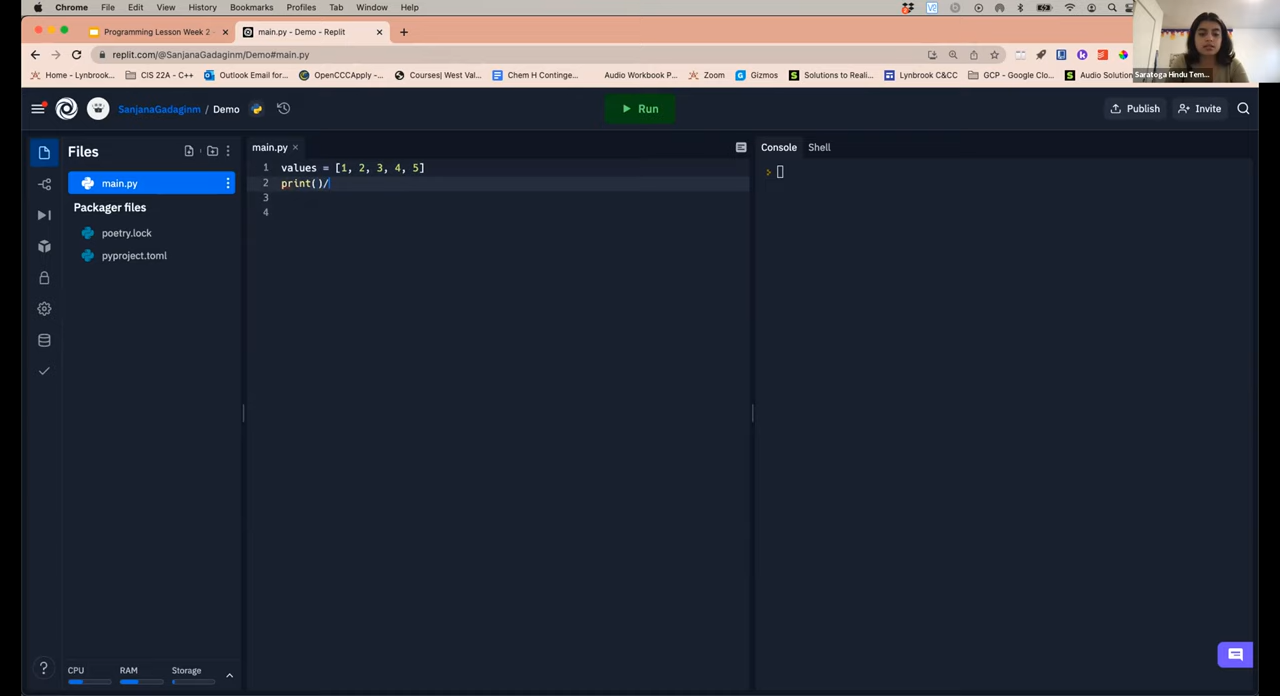 Chrome File Edit View History Bookmarks Profiles Tab Window Help
Programming Lesson Week 2 - × main.py - Demo - Replit × +
replit.com/@SanjanaGadaginm/Demo#main.py
Home - Lynbrook... CIS 22A - C++ Outlook Email for... OpenCCCApply - ... Courses| West Val... Chem H Continge... Audio Workbook P... Zoom Gizmos Solutions to Reali... Lynbrook C&CC GCP - Google Clo... Audio Solution
Saratoga Hindu Tem...
SanjanaGadaginm / Demo Run Publish Invite
Files main.py × Console Shell
main.py
Packager files
poetry.lock
pyproject.toml
1 values = [1, 2, 3, 4, 5]
2 print()/
3
4
CPU RAM Storage